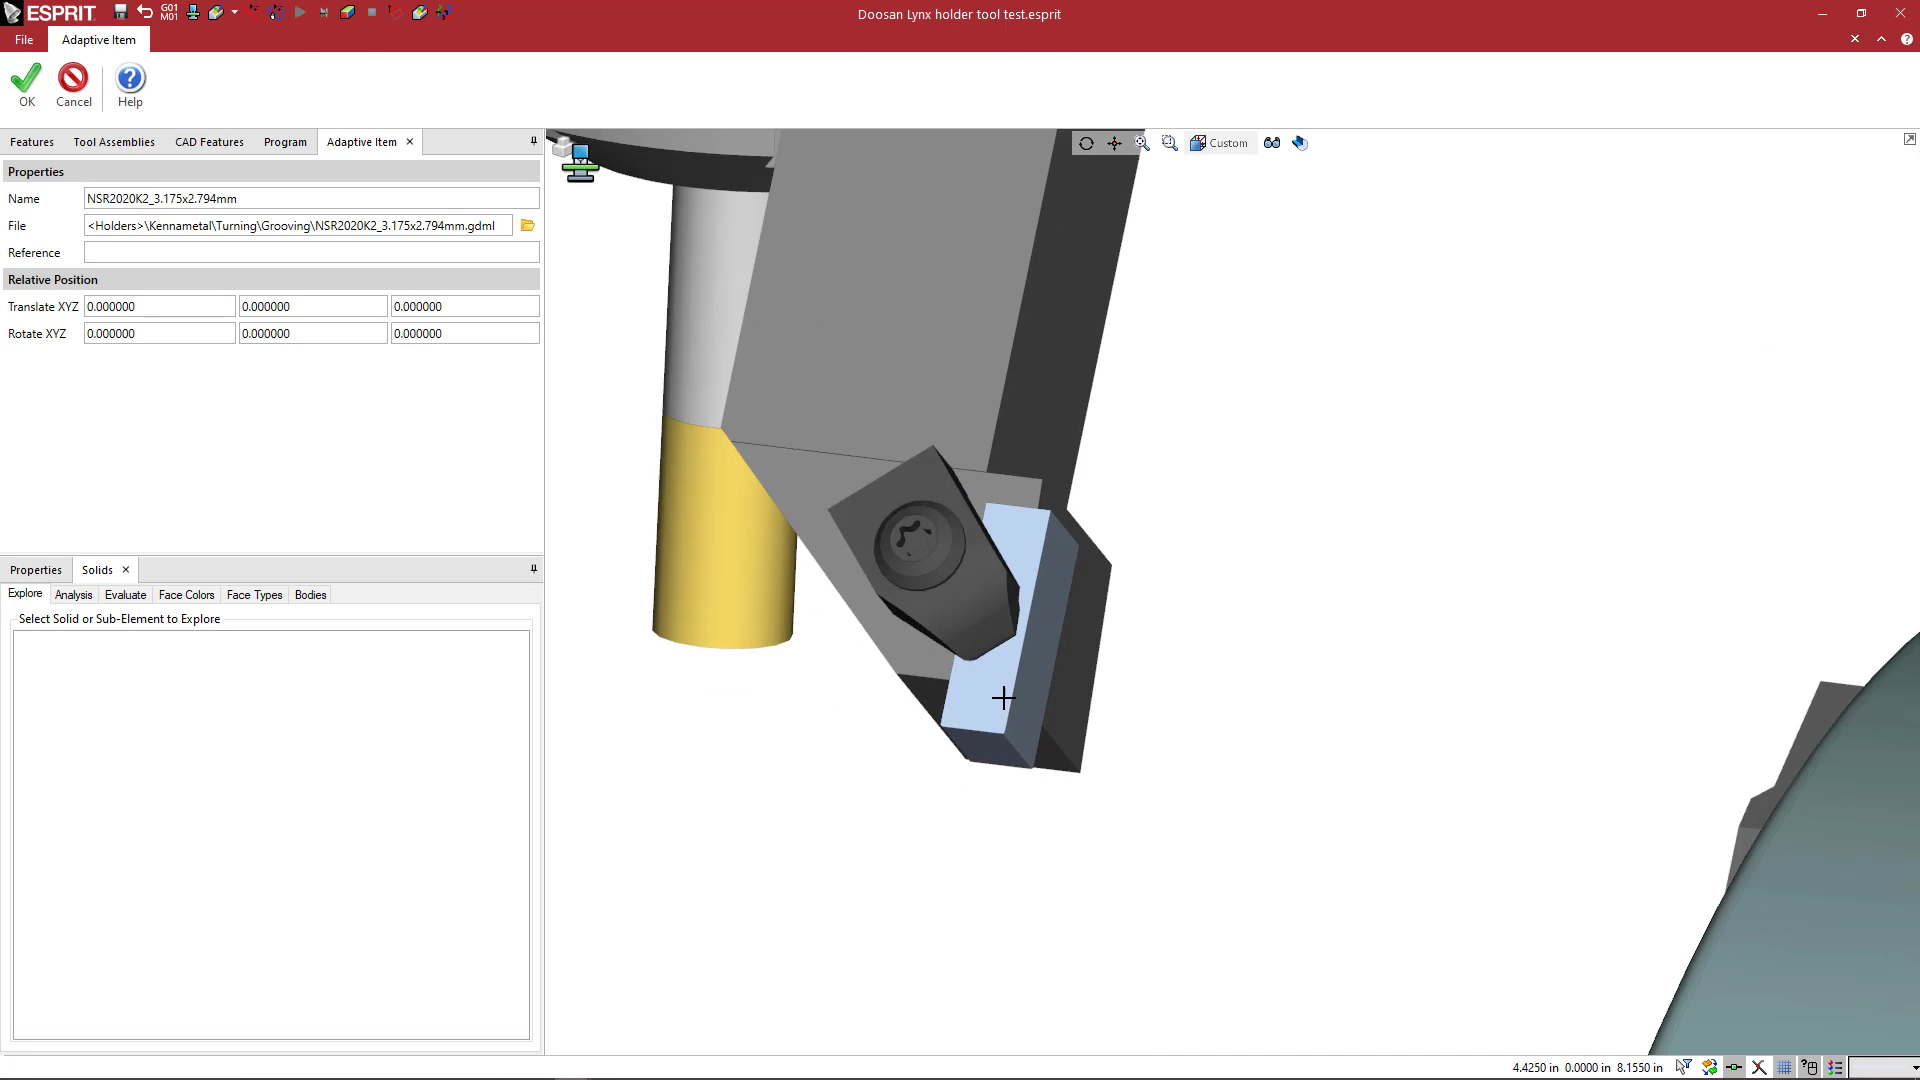 ESPRIT
G01
M01
Doosan Lynx holder tool test.esprit
File
Adaptive Item
OK
Cancel
Help
Features
Tool Assemblies
CAD Features
Program
Adaptive Item
Properties
Name
NSR2020K2_3.175x2.794mm
File
<Holders>\Kennametal\Turning\Grooving\NSR2020K2_3.175x2.794mm.gdml
Reference
Relative Position
Translate XYZ 0.000000 0.000000 0.000000
Rotate XYZ 0.000000 0.000000 0.000000
Properties
Solids
Explore
Analysis
Evaluate
Face Colors
Face Types
Bodies
Select Solid or Sub-Element to Explore
Custom
4.4250 in 0.0000 in 8.1550 in